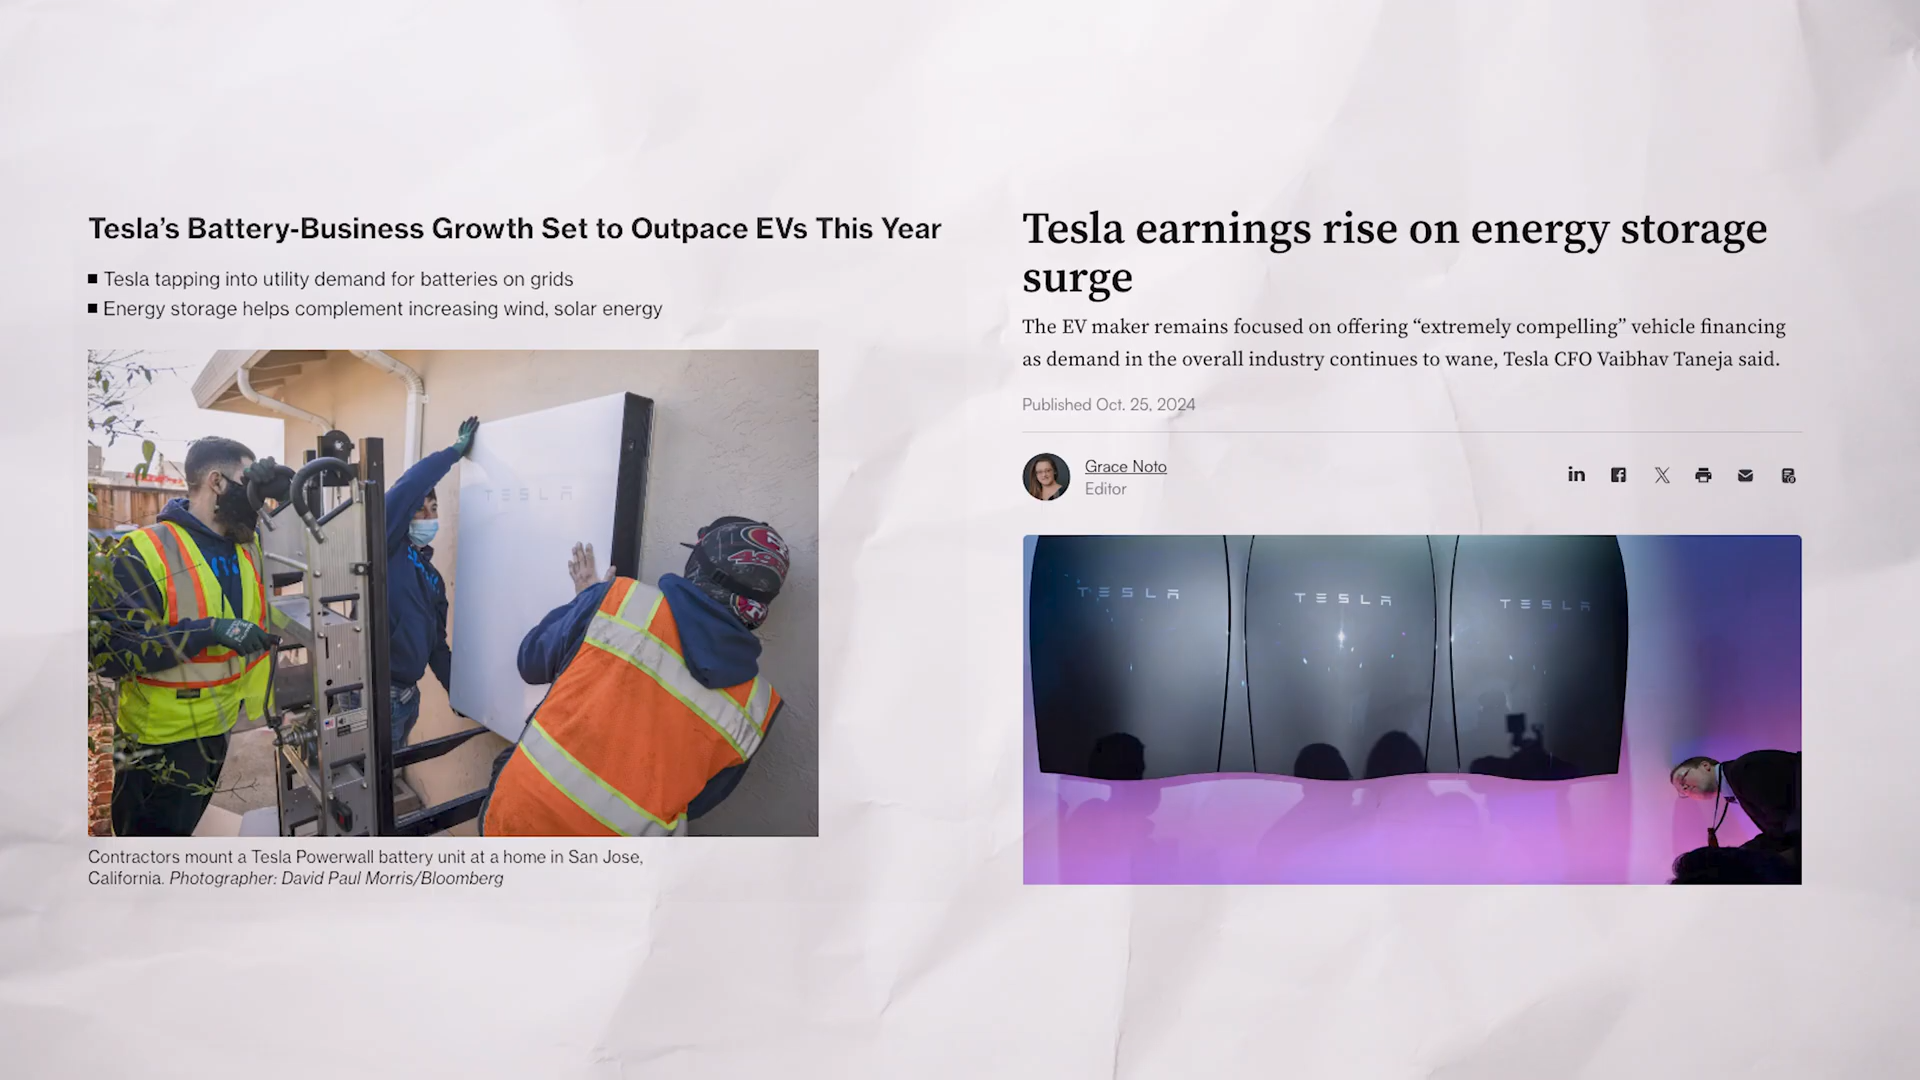 Tesla’s Battery-Business Growth Set to Outpace EVs This Year
■ Tesla tapping into utility demand for batteries on grids
■ Energy storage helps complement increasing wind, solar energy
TESLA
49ERS
Contractors mount a Tesla Powerwall battery unit at a home in San Jose,
California. Photographer: David Paul Morris/Bloomberg
Tesla earnings rise on energy storage
surge
The EV maker remains focused on offering “extremely compelling” vehicle financing
as demand in the overall industry continues to wane, Tesla CFO Vaibhav Taneja said.
Published Oct. 25, 2024
Grace Noto
Editor
TESLA
TESLA
TESLA